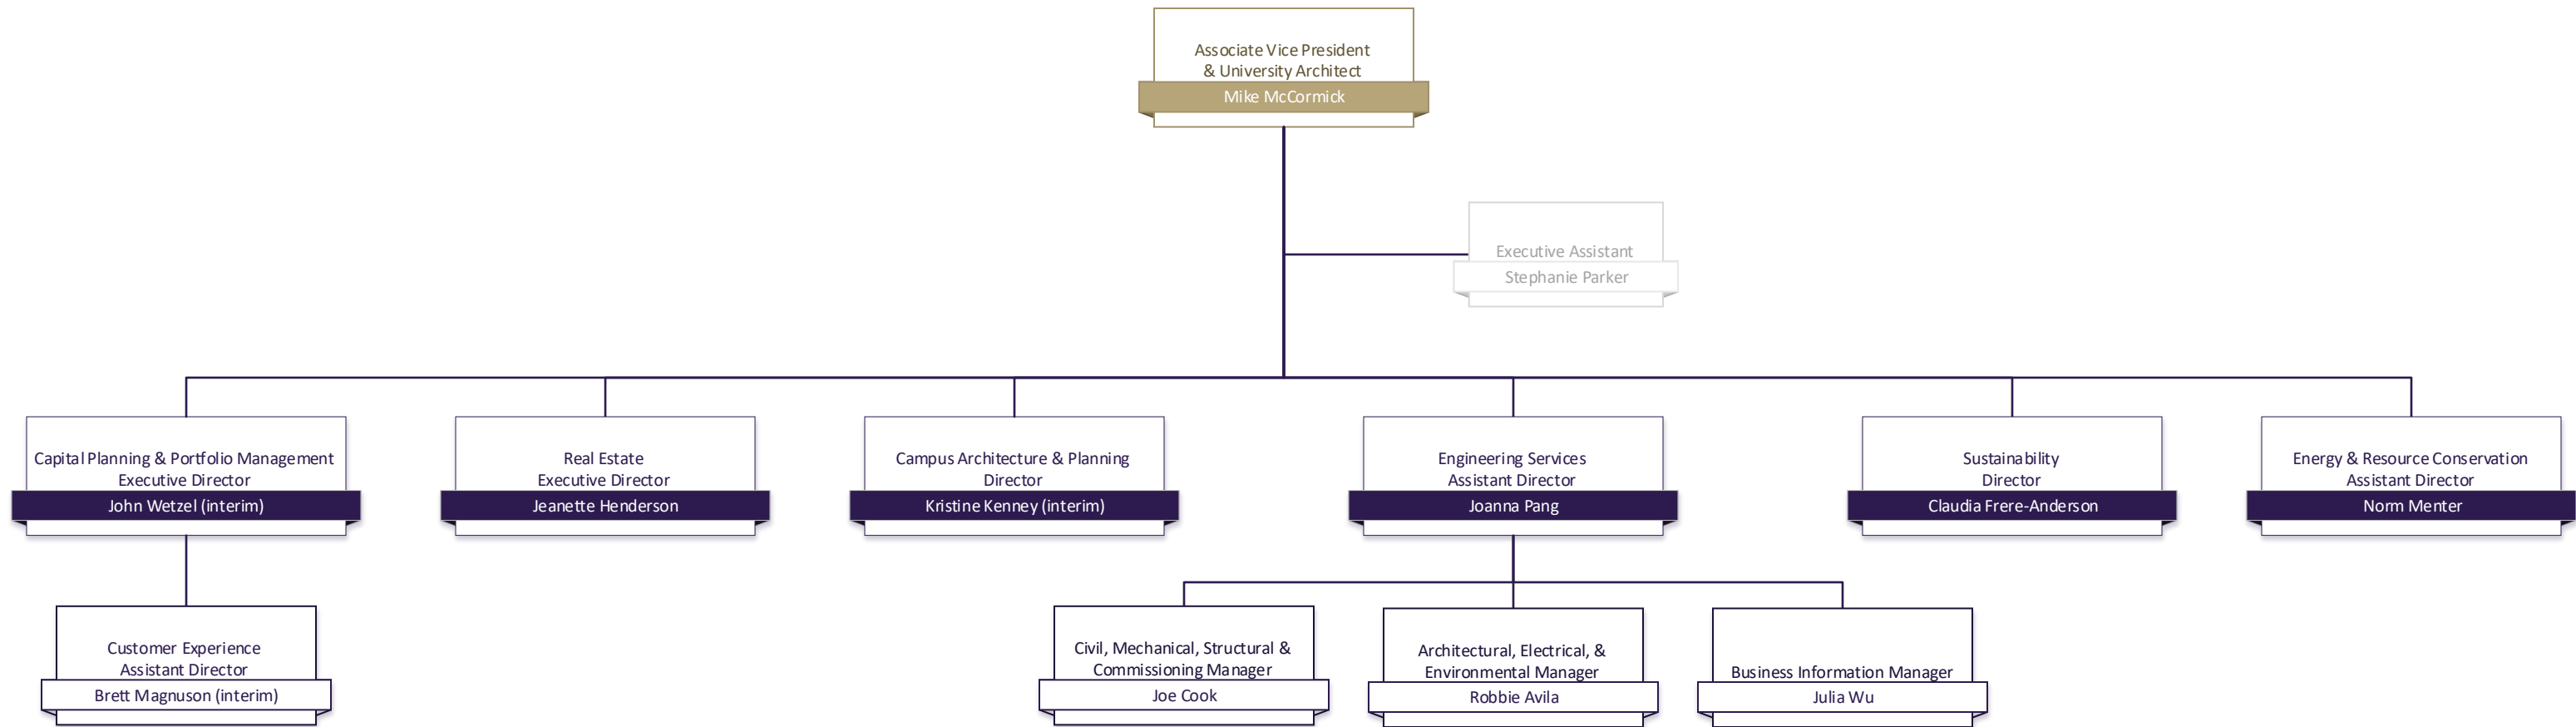 Associate Vice President
& University Architect
Mike McCormick
Executive Assistant
Stephanie Parker
Capital Planning & Portfolio Management
Executive Director
John Wetzel (interim)
Real Estate
Executive Director
Jeanette Henderson
Campus Architecture & Planning
Director
Kristine Kenney (interim)
Engineering Services
Assistant Director
Joanna Pang
Sustainability
Director
Claudia Frere-Anderson
Energy & Resource Conservation
Assistant Director
Norm Menter
Customer Experience
Assistant Director
Brett Magnuson (interim)
Civil, Mechanical, Structural &
Commissioning Manager
Joe Cook
Architectural, Electrical, &
Environmental Manager
Robbie Avila
Business Information Manager
Julia Wu